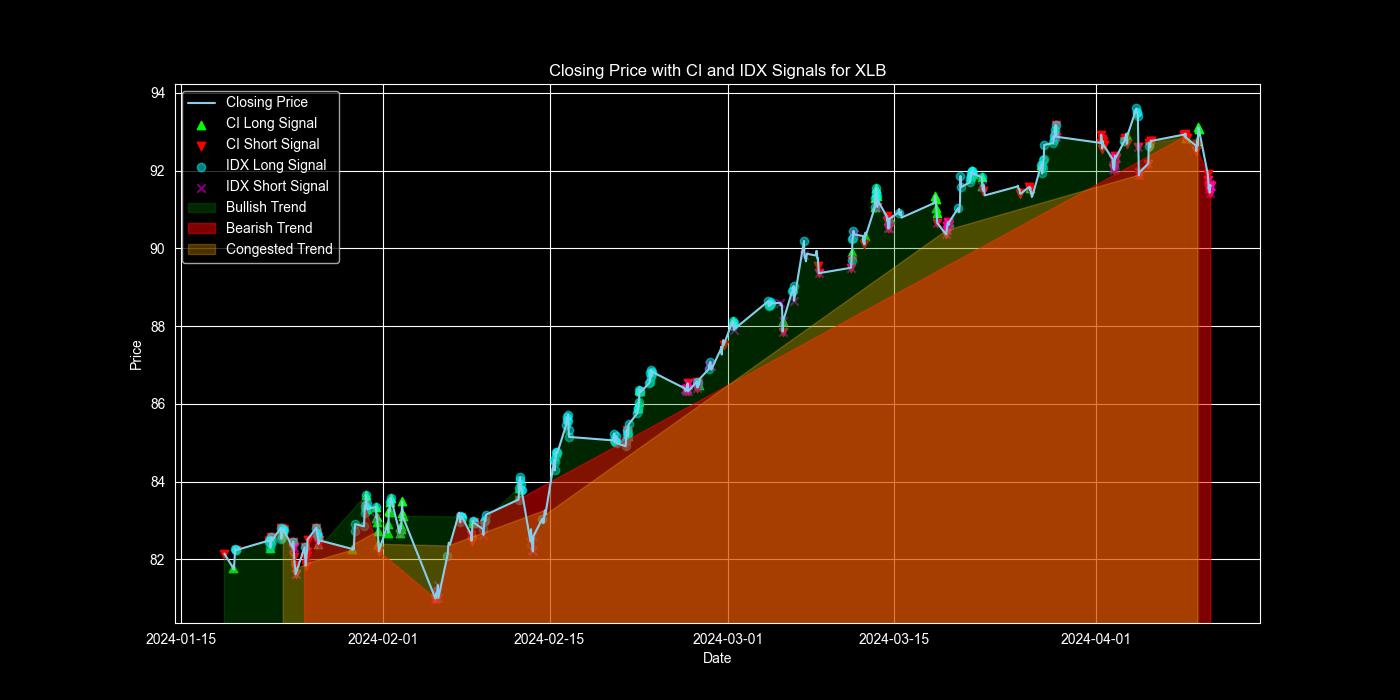 Closing Price with CI and IDX Signals for XLB
Closing Price
CI Long Signal
CI Short Signal
IDX Long Signal
IDX Short Signal
Bullish Trend
Bearish Trend
Congested Trend
Price
94
92
90
88
86
84
82
2024-01-15
2024-02-01
2024-02-15
2024-03-01
2024-03-15
2024-04-01
Date